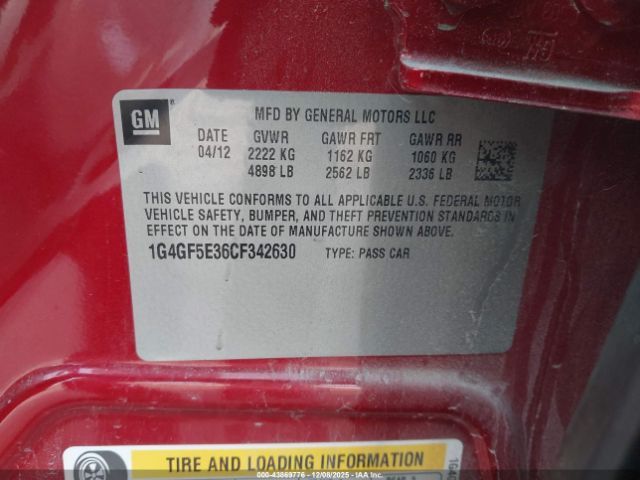 GM
MFD BY GENERAL MOTORS LLC
DATE GVWR GAWR FRT GAWR RR
04/12 2222 KG 1162 KG 1060 KG
4898 LB 2562 LB 2336 LB
THIS VEHICLE CONFORMS TO ALL APPLICABLE U.S. FEDERAL MOTOR
VEHICLE SAFETY, BUMPER, AND THEFT PREVENTION STANDARDS IN
EFFECT ON THE DATE OF MANUFACTURE SHOWN ABOVE.
1G4GF5E36CF342630 TYPE: PASS CAR
TIRE AND LOADING INFORMATION
000-43869776 - 12/08/2025 - IAAI.COM